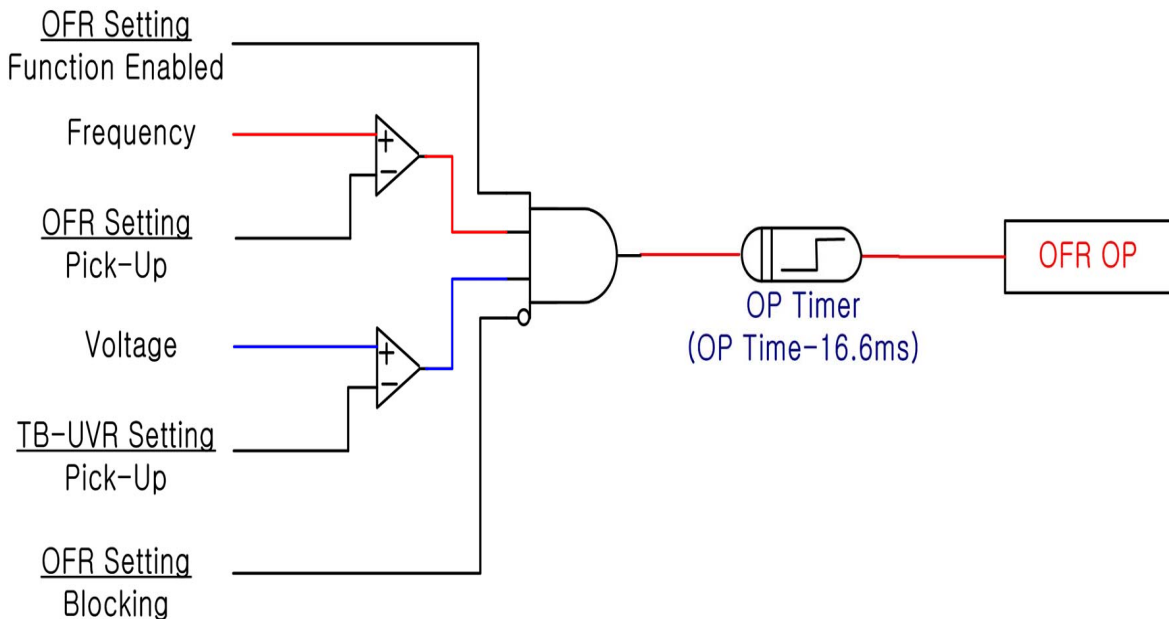 OFR Setting
Function Enabled
Frequency
OFR Setting
Pick-Up
Voltage
TB-UVR Setting
Pick-Up
OFR Setting
Blocking
OP Timer
(OP Time-16.6ms)
OFR OP